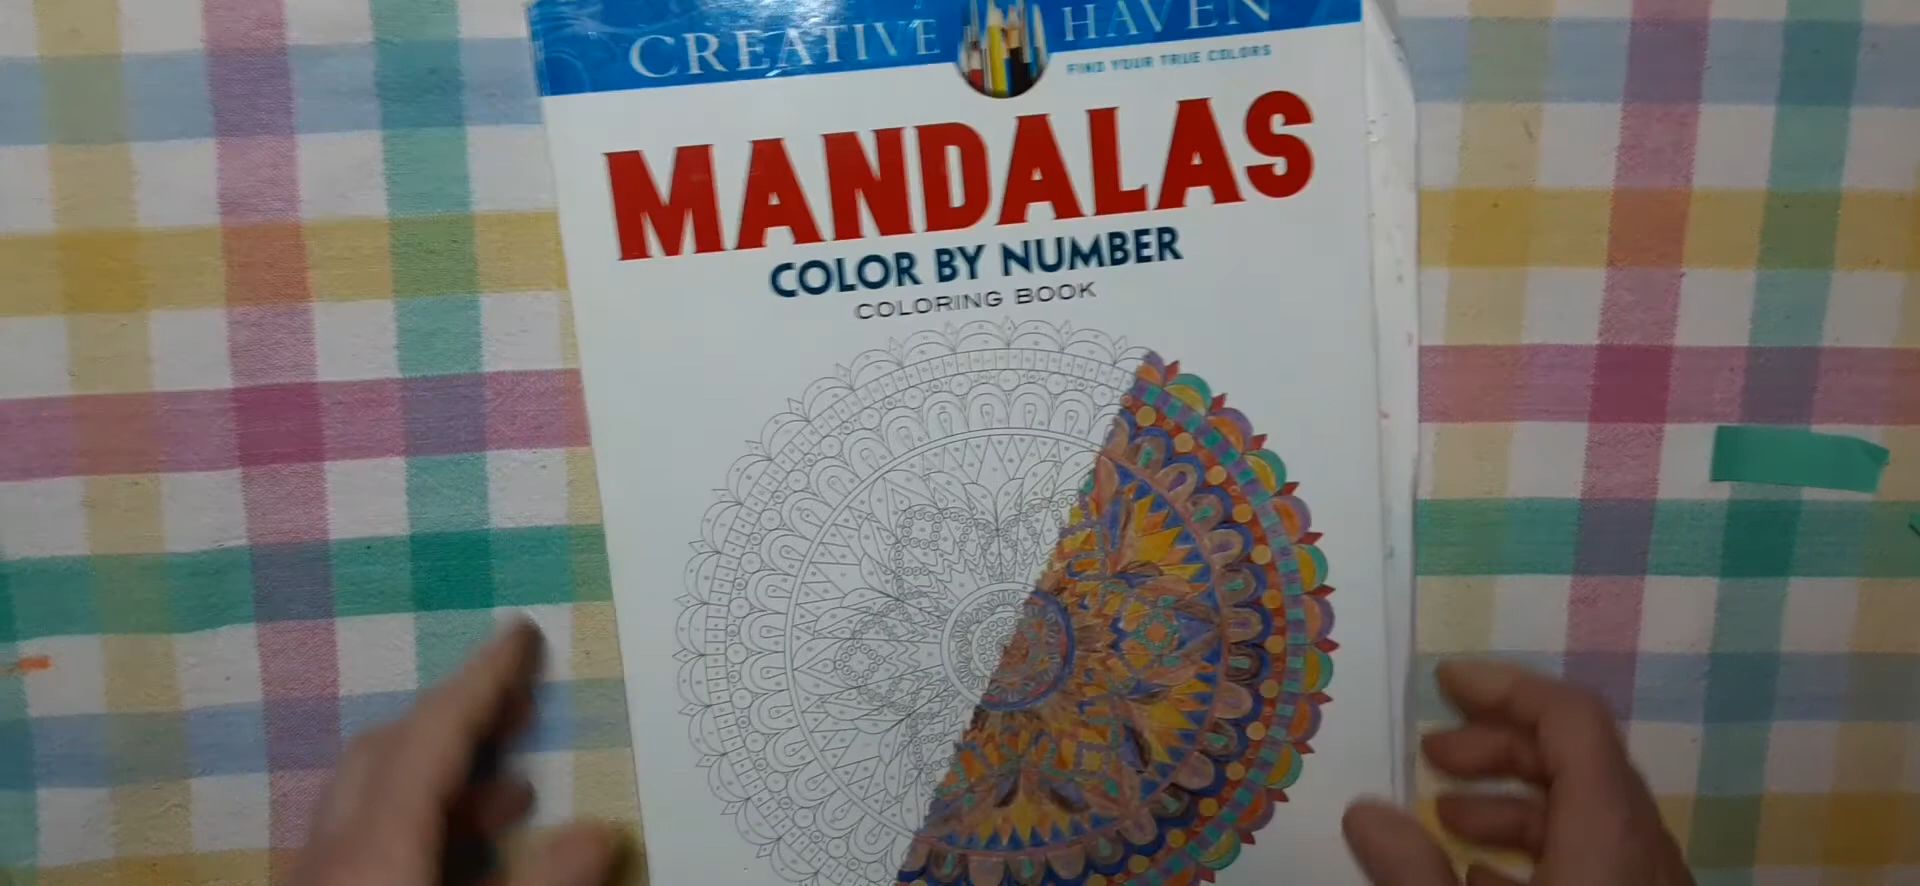 CREATIVE HAVEN
FIND YOUR TRUE COLORS
MANDALAS
COLOR BY NUMBER
COLORING BOOK